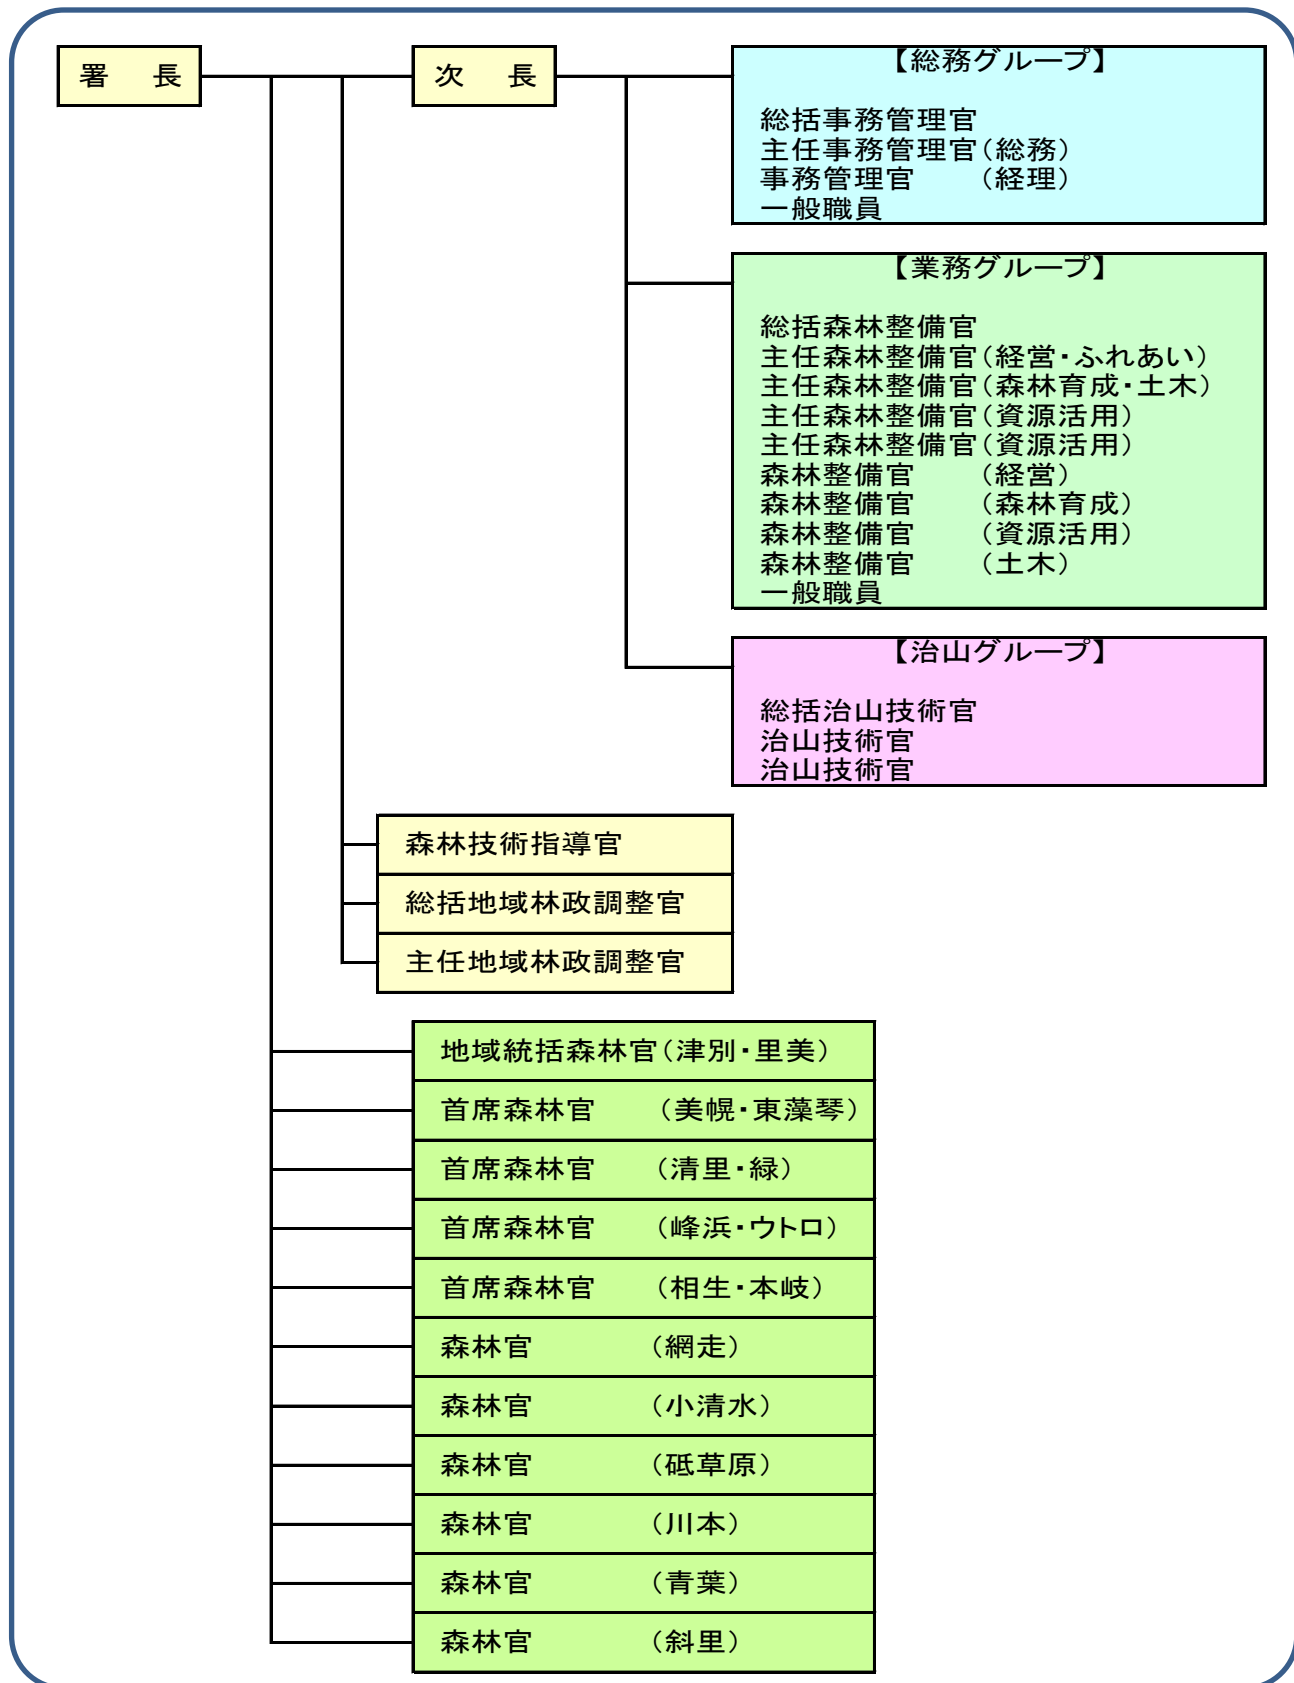 署　長
次　長
【総務グループ】
総括事務管理官
主任事務管理官（総務）
事務管理官　　（経理）
一般職員
【業務グループ】
総括森林整備官
主任森林整備官（経営・ふれあい）
主任森林整備官（森林育成・土木）
主任森林整備官（資源活用）
主任森林整備官（資源活用）
森林整備官　　（経営）
森林整備官　　（森林育成）
森林整備官　　（資源活用）
森林整備官　　（土木）
一般職員
【治山グループ】
総括治山技術官
治山技術官
治山技術官
森林技術指導官
総括地域林政調整官
主任地域林政調整官
地域統括森林官（津別・里美）
首席森林官　　（美幌・東藻琴）
首席森林官　　（清里・緑）
首席森林官　　（峰浜・ウトロ）
首席森林官　　（相生・本岐）
森林官　　　　（網走）
森林官　　　　（小清水）
森林官　　　　（砥草原）
森林官　　　　（川本）
森林官　　　　（青葉）
森林官　　　　（斜里）